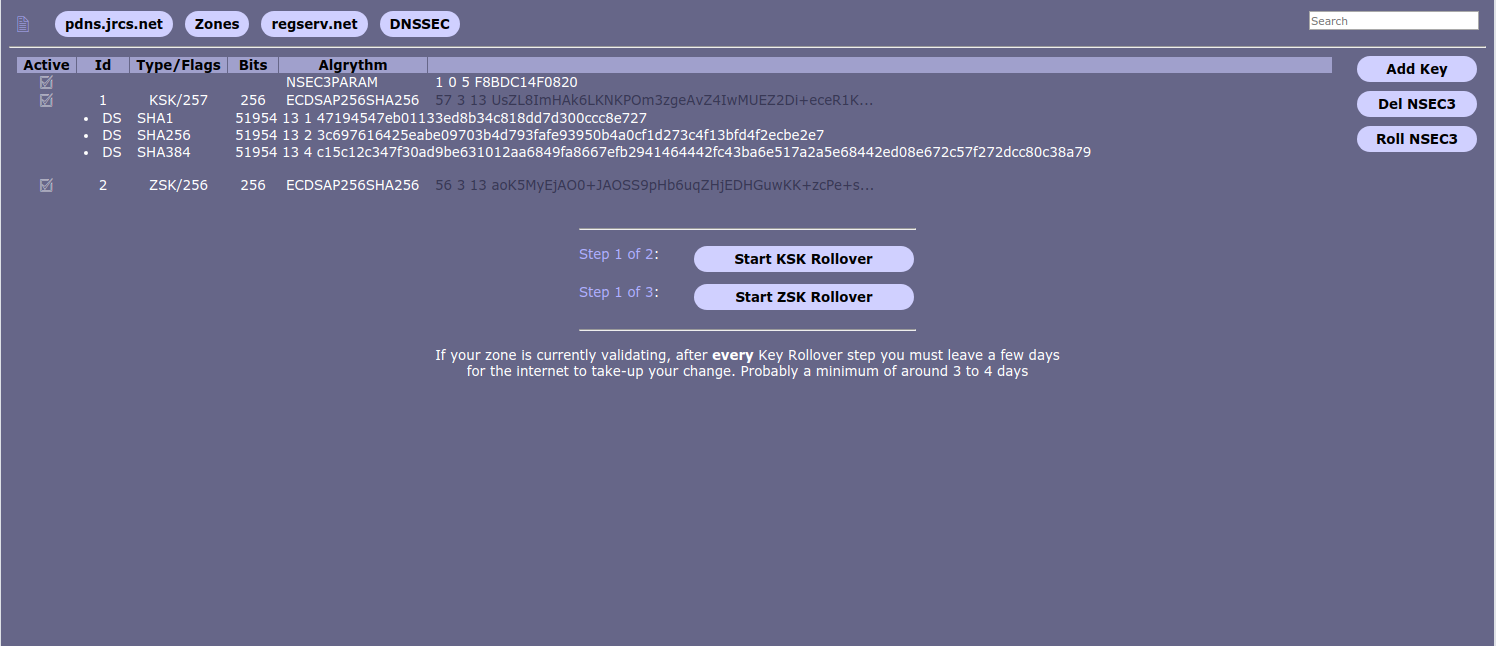 pdns.jrcs.net Zones regserv.net DNSSEC Search
Active Id Type/Flags Bits Algrythm
Add Key
NSEC3PARAM 1 0 5 F8BDC14F0820
1 KSK/257 256 ECDSAP256SHA256 57 3 13 UsZL8ImHAk6LKNKPOm3zgeAvZ4IwMUEZ2Di+eceR1K...
Del NSEC3
• DS SHA1 51954 13 1 47194547eb01133ed8b34c818dd7d300ccc8e727
• DS SHA256 51954 13 2 3c697616425eabe09703b4d793fafe93950b4a0cf1d273c4f13bfd4f2ecbe2e7
Roll NSEC3
• DS SHA384 51954 13 4 c15c12c347f30ad9be631012aa6849fa8667efb2941464442fc43ba6e517a2a5e68442ed08e672c57f272dcc80c38a79
2 ZSK/256 256 ECDSAP256SHA256 56 3 13 aoK5MyEjAO0+JAOSS9pHb6uqZHjEDHGuwKK+zcPe+s...
Step 1 of 2: Start KSK Rollover
Step 1 of 3: Start ZSK Rollover
If your zone is currently validating, after every Key Rollover step you must leave a few days
for the internet to take-up your change. Probably a minimum of around 3 to 4 days